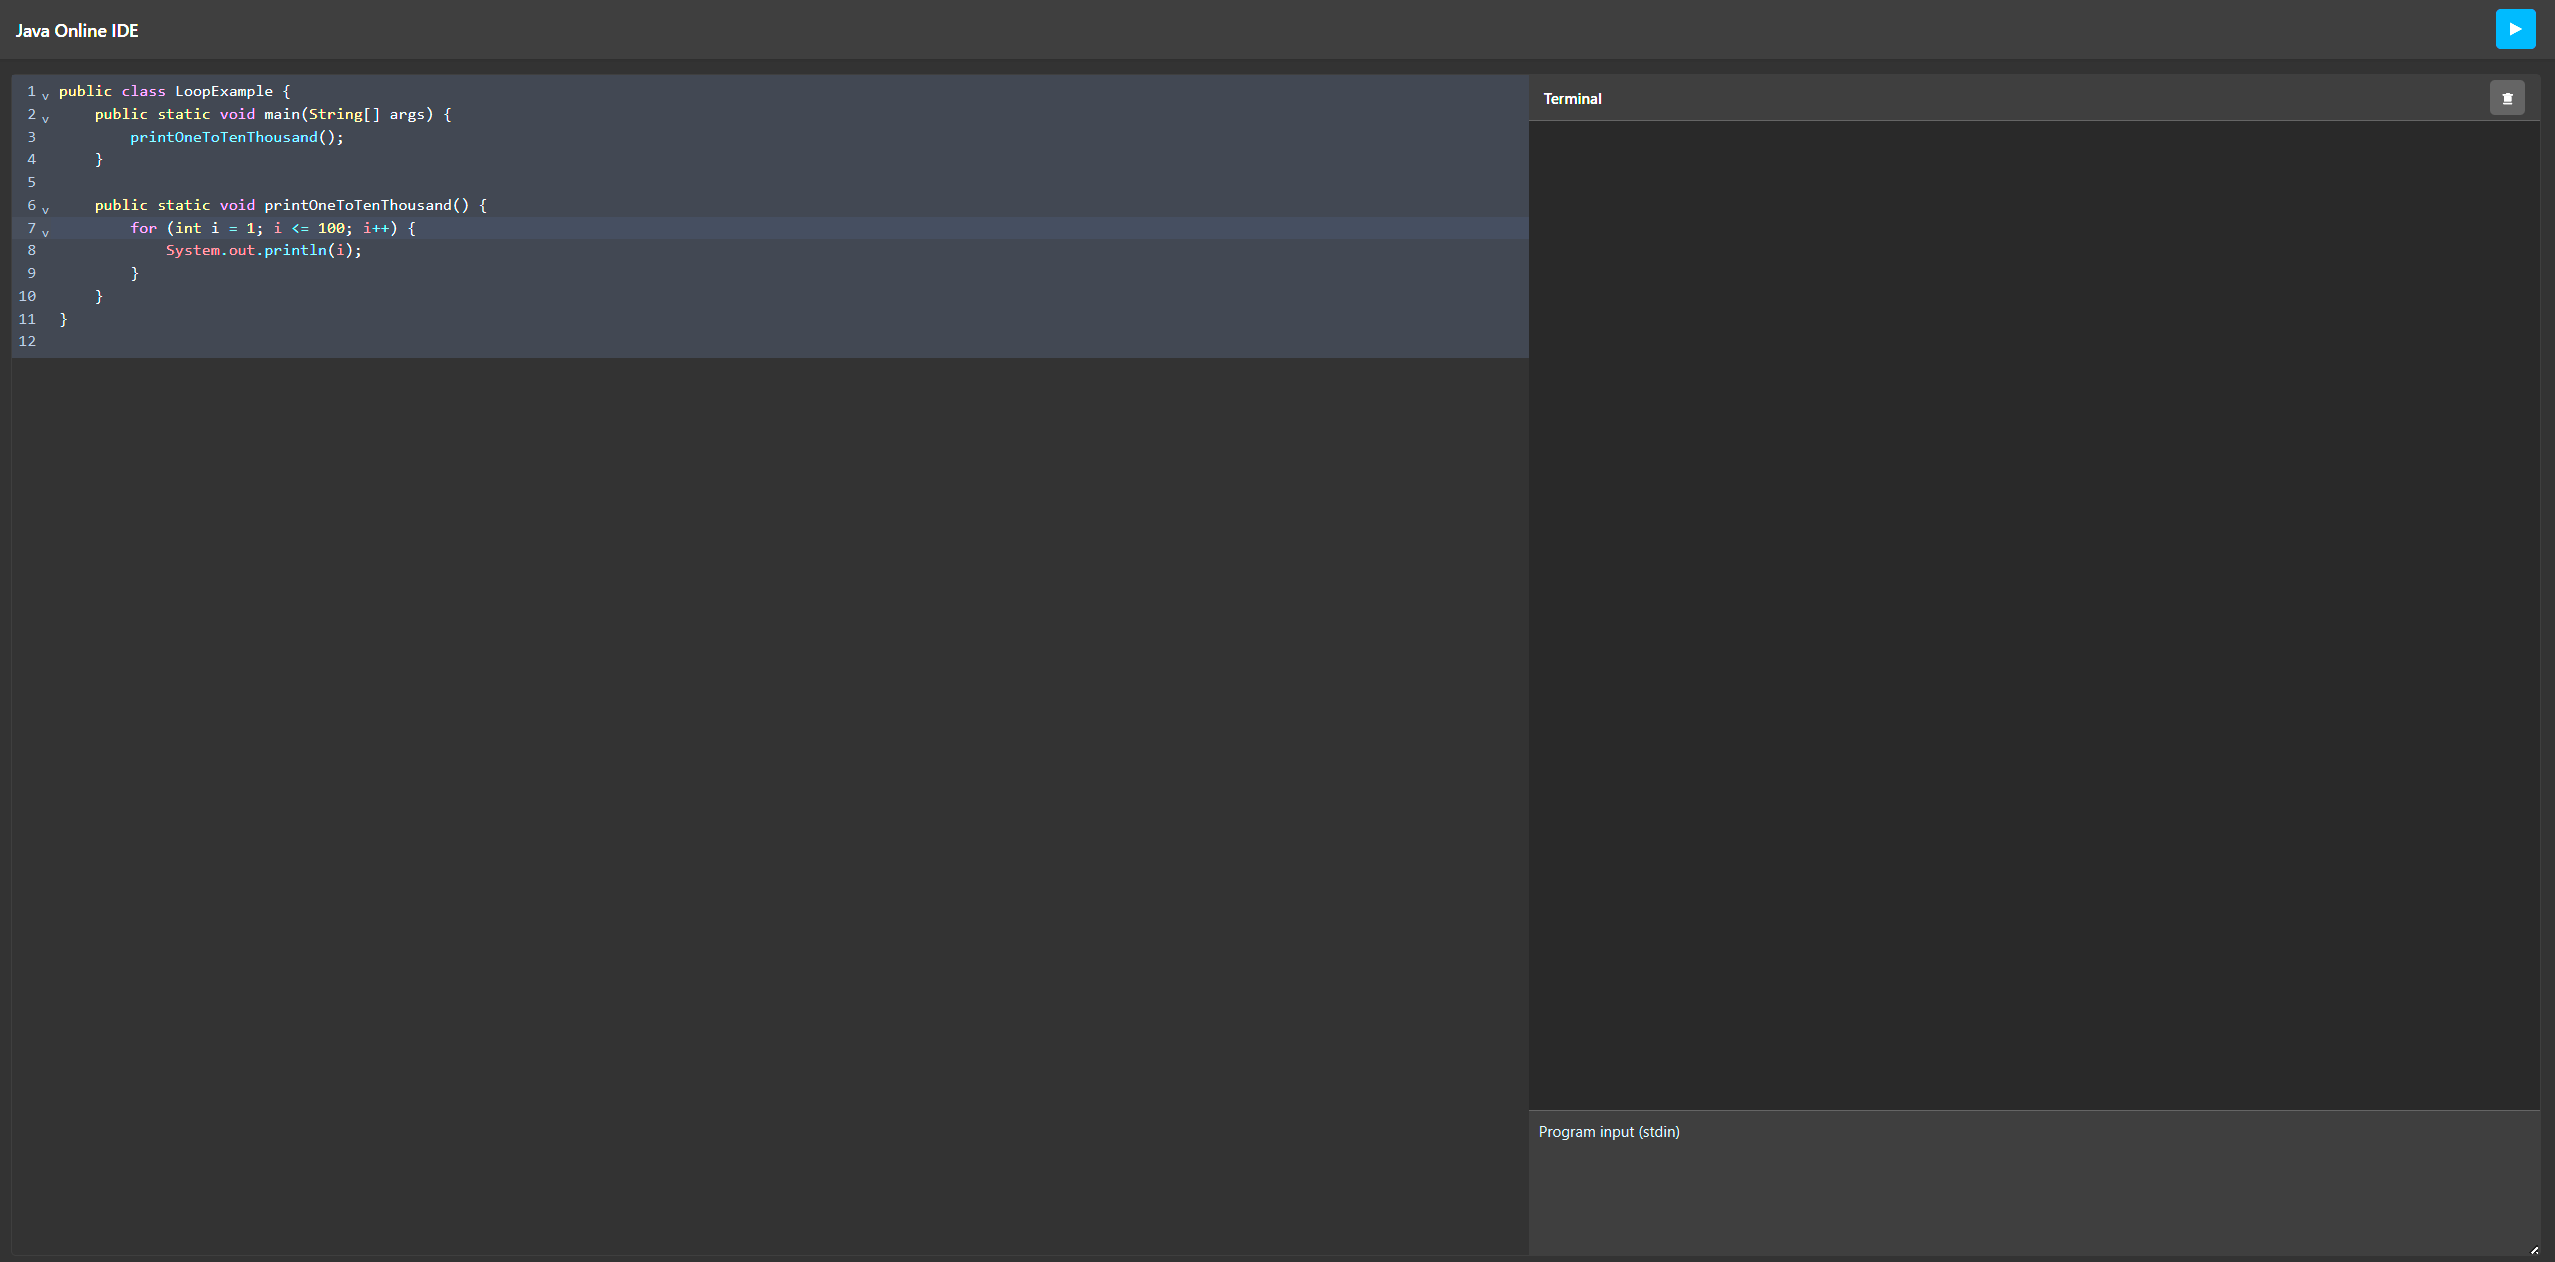 Java Online IDE
1 public class LoopExample {
2     public static void main(String[] args) {
3         printOneToTenThousand();
4     }
5
6     public static void printOneToTenThousand() {
7         for (int i = 1; i <= 100; i++) {
8             System.out.println(i);
9         }
10     }
11 }
12
Terminal
Program input (stdin)